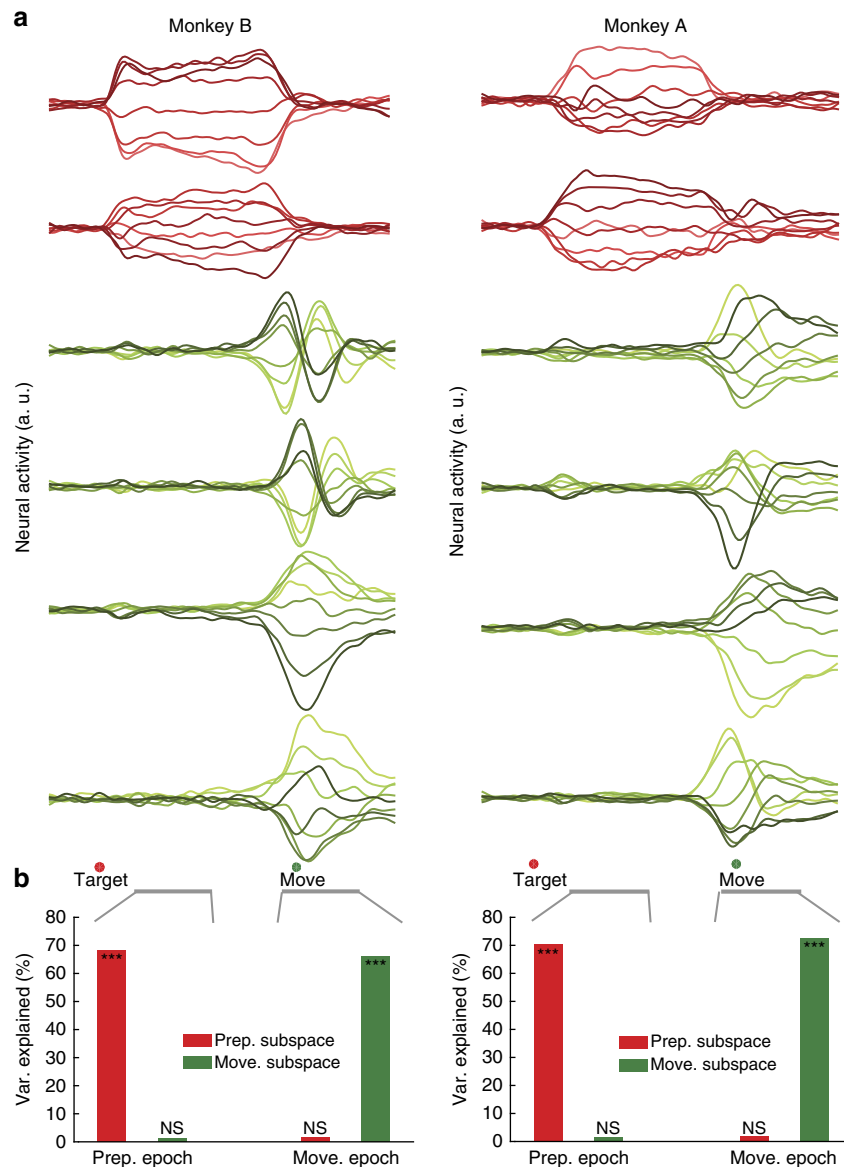 a
Monkey B
Monkey A
Neural activity (a. u.)
Neural activity (a. u.)
Target
Move
Target
Move
b
Var. explained (%)
80
70
60
50
40
30
20
10
0
***
NS
NS
***
Prep. subspace
Move. subspace
Prep. epoch
Move. epoch
Var. explained (%)
80
70
60
50
40
30
20
10
0
***
NS
NS
***
Prep. subspace
Move. subspace
Prep. epoch
Move. epoch